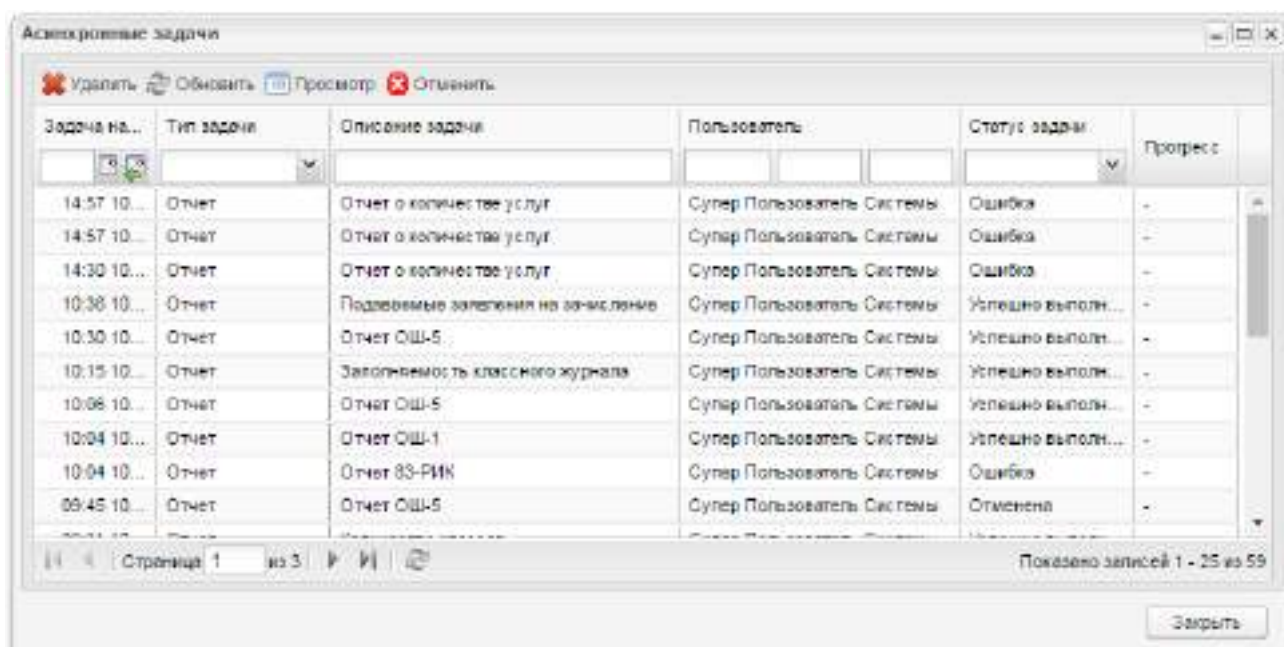 Асинхронные задачи
Удалить Обновить Просмотр Отменить
Задача на... Тип задачи Описание задачи Пользователь Статус задачи Прогресс
14:57 10... Отчет Отчет о количестве услуг Супер Пользователь Системы Ошибка -
14:57 10... Отчет Отчет о количестве услуг Супер Пользователь Системы Ошибка -
14:30 10... Отчет Отчет о количестве услуг Супер Пользователь Системы Ошибка -
10:36 10... Отчет Подаваемые заявления на зачисление Супер Пользователь Системы Успешно выполн... -
10:30 10... Отчет Отчет ОШ-5 Супер Пользователь Системы Успешно выполн... -
10:15 10... Отчет Заполняемость классного журнала Супер Пользователь Системы Успешно выполн... -
10:06 10... Отчет Отчет ОШ-5 Супер Пользователь Системы Успешно выполн... -
10:04 10... Отчет Отчет ОШ-1 Супер Пользователь Системы Успешно выполн... -
10:04 10... Отчет Отчет 83-РИК Супер Пользователь Системы Ошибка -
09:45 10... Отчет Отчет ОШ-5 Супер Пользователь Системы Отменена -
Страница 1 из 3 Показано записей 1 - 25 из 59
Закрыть